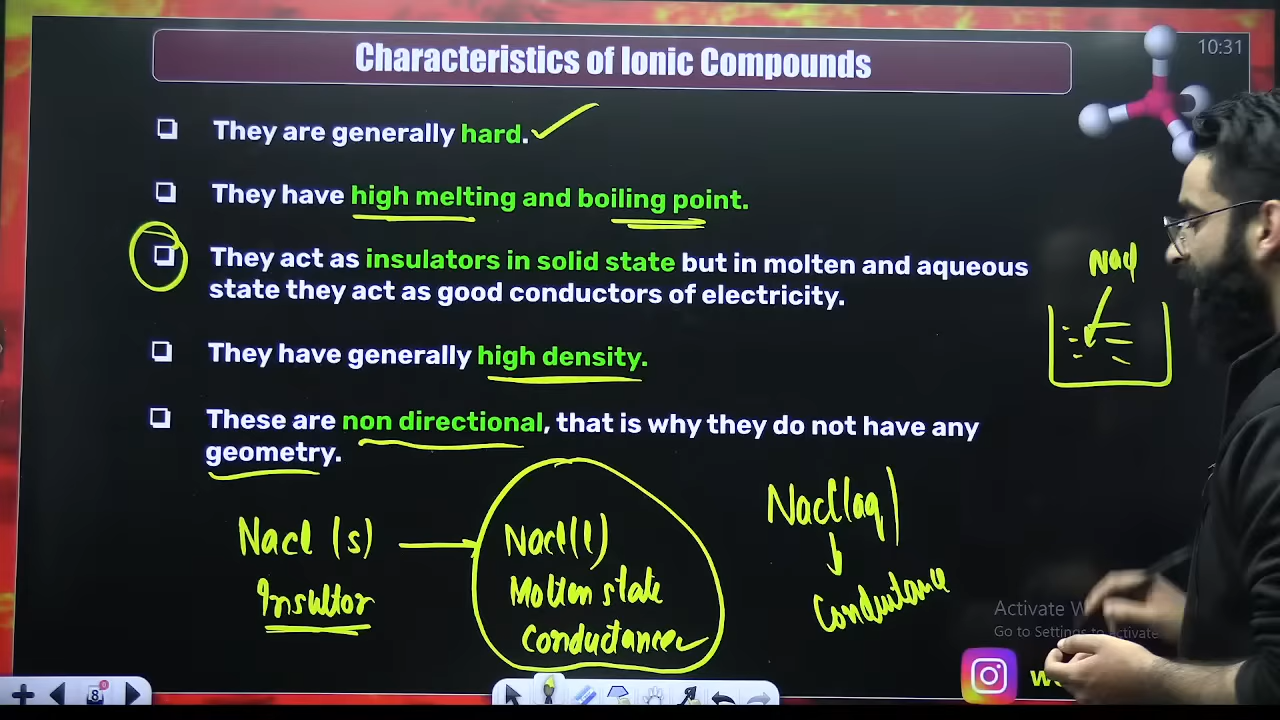 Characteristics of Ionic Compounds
10:31
They are generally hard.
They have high melting and boiling point.
They act as insulators in solid state but in molten and aqueous
state they act as good conductors of electricity.
Nacl
They have generally high density.
These are non directional, that is why they do not have any
geometry.
Nacl (s)
Insultor
Nacl(l)
Molten state
Conductance
Nacl(aq)
Conductance
Activate W
Go to Settings to activate
8